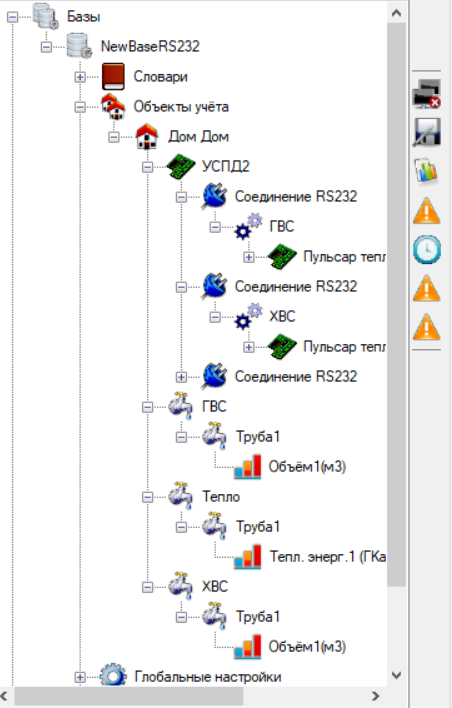 Базы
NewBaseRS232
Словари
Объекты учёта
Дом Дом
УСПД2
Соединение RS232
ГВС
Пульсар тепл
Соединение RS232
ХВС
Пульсар тепл
Соединение RS232
ГВС
Труба1
Объём1(м3)
Тепло
Труба1
Тепл. энерг.1 (ГКа
ХВС
Труба1
Объём1(м3)
Глобальные настройки